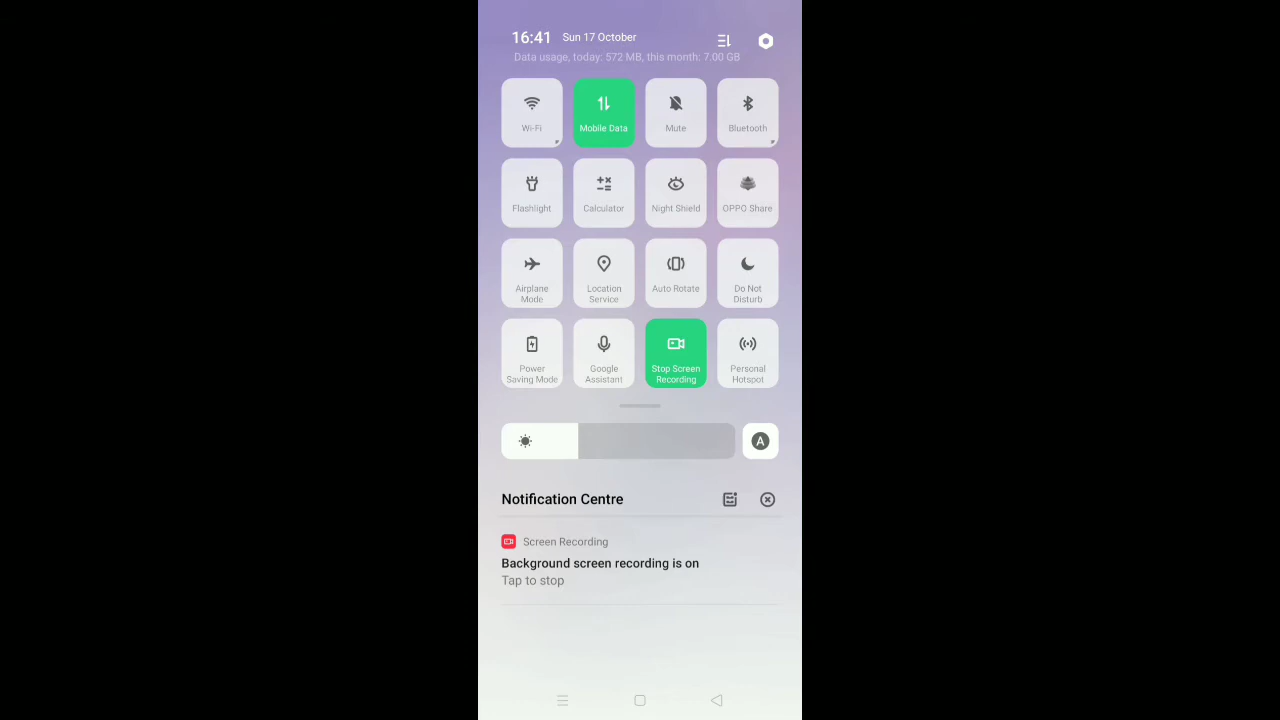 16:41 Sun 17 October
Data usage, today: 572 MB, this month: 7.00 GB
Wi-Fi
Mobile Data
Mute
Bluetooth
Flashlight
Calculator
Night Shield
OPPO Share
Airplane
Mode
Location
Service
Auto Rotate
Do Not
Disturb
Power
Saving Mode
Google
Assistant
Stop Screen
Recording
Personal
Hotspot
A
Notification Centre
Screen Recording
Background screen recording is on
Tap to stop